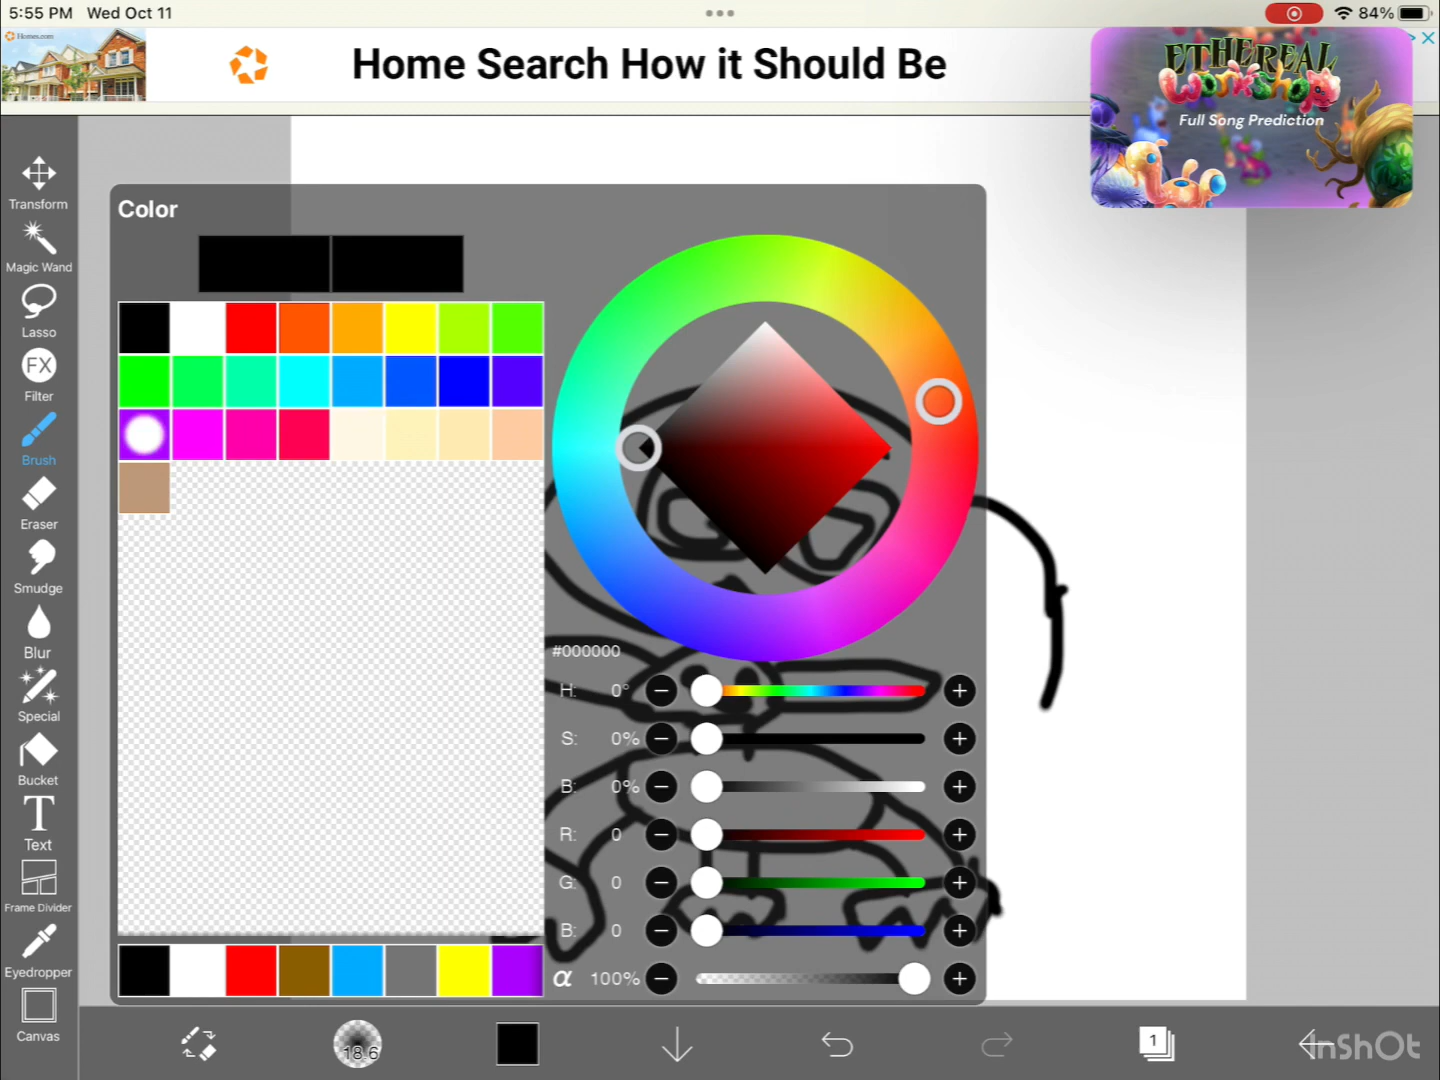 5:55 PM Wed Oct 11
84%
Homes.com
Home Search How it Should Be
ETHEREAL
Workshop
Full Song Prediction
Transform
Magic Wand
Lasso
FX
Filter
Brush
Eraser
Smudge
Blur
Special
Bucket
T
Text
Frame Divider
Eyedropper
Canvas
Color
#000000
H: 0°
S: 0%
B: 0%
R: 0
G: 0
B: 0
α 100%
18.6
1
InShOt